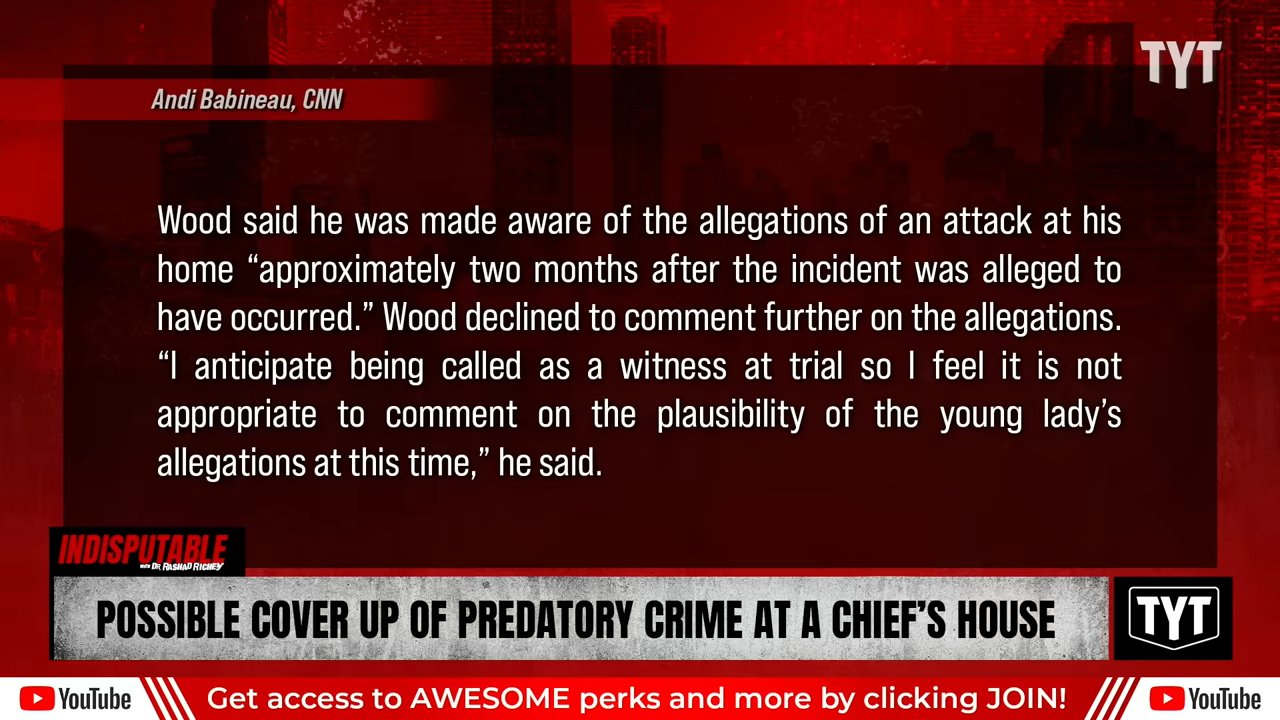 TYT
Andi Babineau, CNN
Wood said he was made aware of the allegations of an attack at his
home “approximately two months after the incident was alleged to
have occurred.” Wood declined to comment further on the allegations.
“I anticipate being called as a witness at trial so I feel it is not
appropriate to comment on the plausibility of the young lady’s
allegations at this time,” he said.
INDISPUTABLE
WITH DR. RASHAD RICHEY
POSSIBLE COVER UP OF PREDATORY CRIME AT A CHIEF’S HOUSE
TYT
YouTube Get access to AWESOME perks and more by clicking JOIN! YouTube